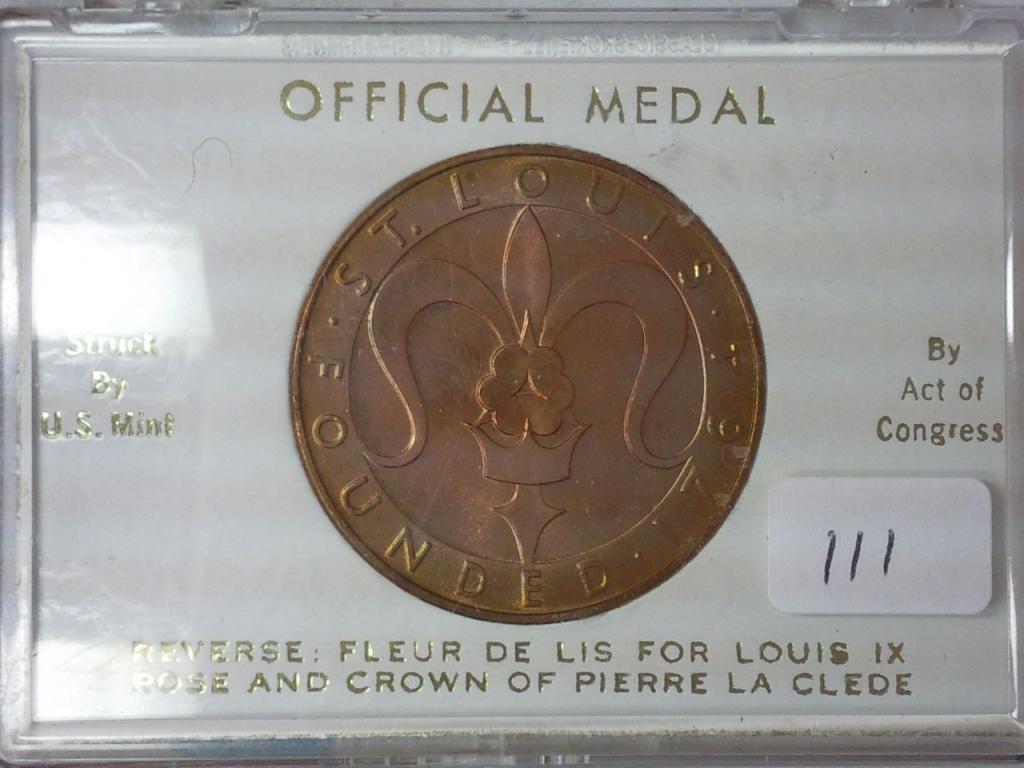 OFFICIAL MEDAL
ST. LOUIS
FOUNDED · 1764
Struck
By
U.S. Mint
By
Act of
Congress
111
REVERSE: FLEUR DE LIS FOR LOUIS IX
ROSE AND CROWN OF PIERRE LA CLEDE